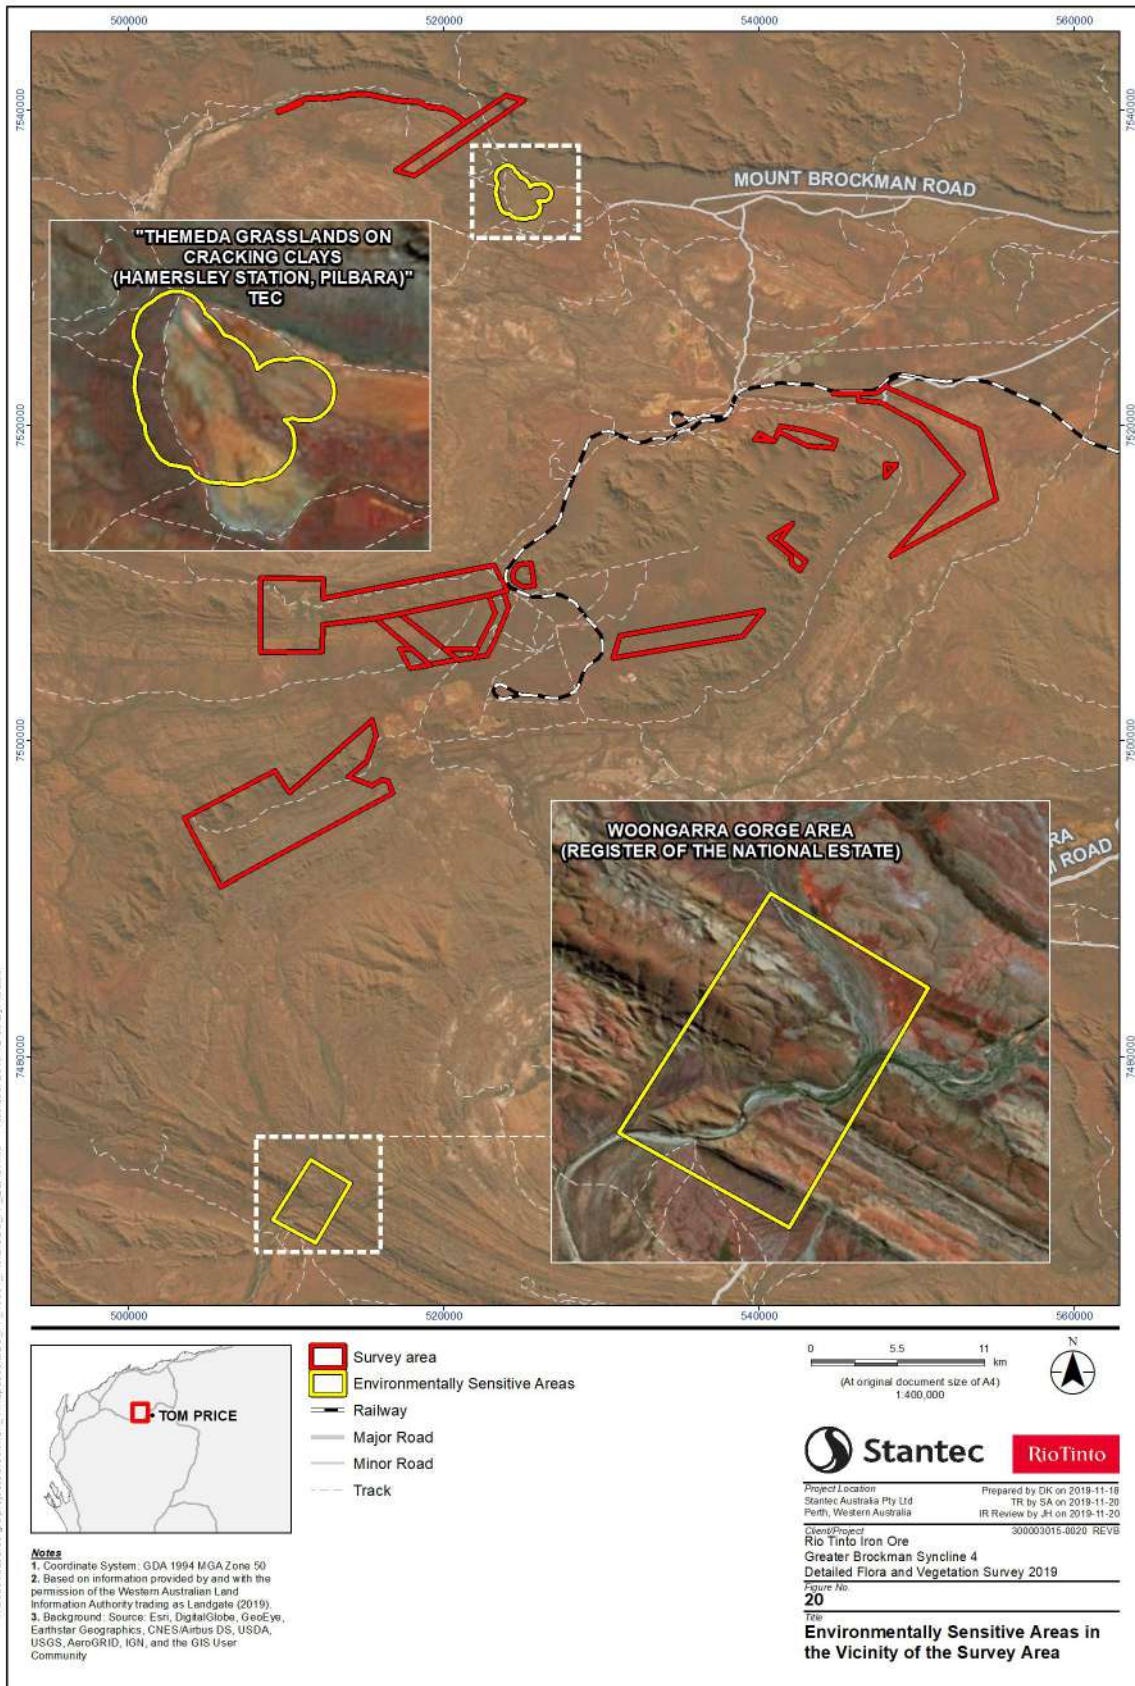 500000
520000
540000
560000
7540000
7540000
MOUNT BROCKMAN ROAD
"THEMEDA GRASSLANDS ON
CRACKING CLAYS
(HAMERSLEY STATION, PILBARA)"
TEC
7520000
7520000
7500000
7500000
WOONGARRA GORGE AREA
(REGISTER OF THE NATIONAL ESTATE)
RA
M ROAD
7480000
7480000
500000
520000
540000
560000
TOM PRICE
Survey area
Environmentally Sensitive Areas
Railway
Major Road
Minor Road
Track
0 5.5 11
km
(At original document size of A4)
1:400,000
N
Stantec
RioTinto
Project Location
Stantec Australia Pty Ltd
Perth, Western Australia
Prepared by DK on 2019-11-18
TR by SA on 2019-11-20
IR Review by JH on 2019-11-20
Client/Project
300003015-0020 REVB
Rio Tinto Iron Ore
Greater Brockman Syncline 4
Detailed Flora and Vegetation Survey 2019
Figure No.
20
Title
Environmentally Sensitive Areas in
the Vicinity of the Survey Area
Notes
1. Coordinate System: GDA 1994 MGA Zone 50
2. Based on information provided by and with the
permission of the Western Australian Land
Information Authority trading as Landgate (2019).
3. Background: Source: Esri, DigitalGlobe, GeoEye,
Earthstar Geographics, CNES/Airbus DS, USDA,
USGS, AeroGRID, IGN, and the GIS User
Community